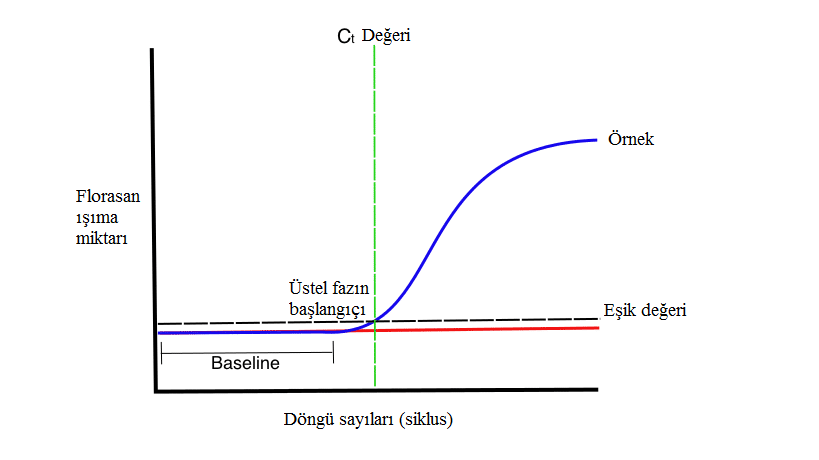 Ct Değeri
Örnek
Florasan
ışıma
miktarı
Üstel fazın
başlangıçı
Eşik değeri
Baseline
Döngü sayıları (siklus)